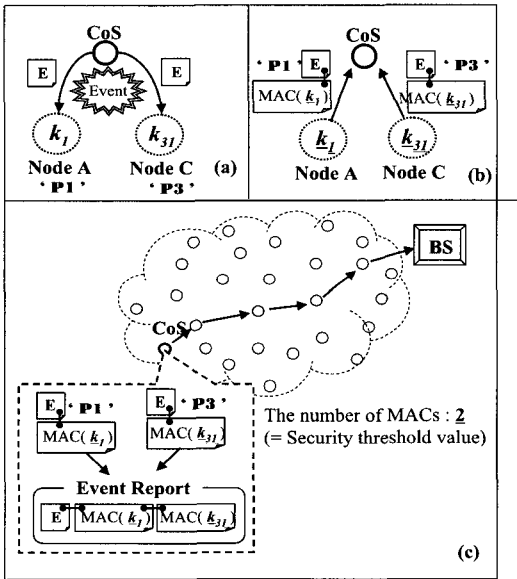 CoS
E
E
Event
k1
k31
Node A
Node C
(a)
‘P1’
‘P3’
CoS
‘P1’
E
E
‘P3’
MAC(k1)
MAC(k31)
k1
k31
Node A
Node C
(b)
BS
CoS
E
‘P1’
E
‘P3’
MAC(k1)
MAC(k31)
The number of MACs : 2
(= Security threshold value)
Event Report
E
MAC(k1)
MAC(k31)
(c)